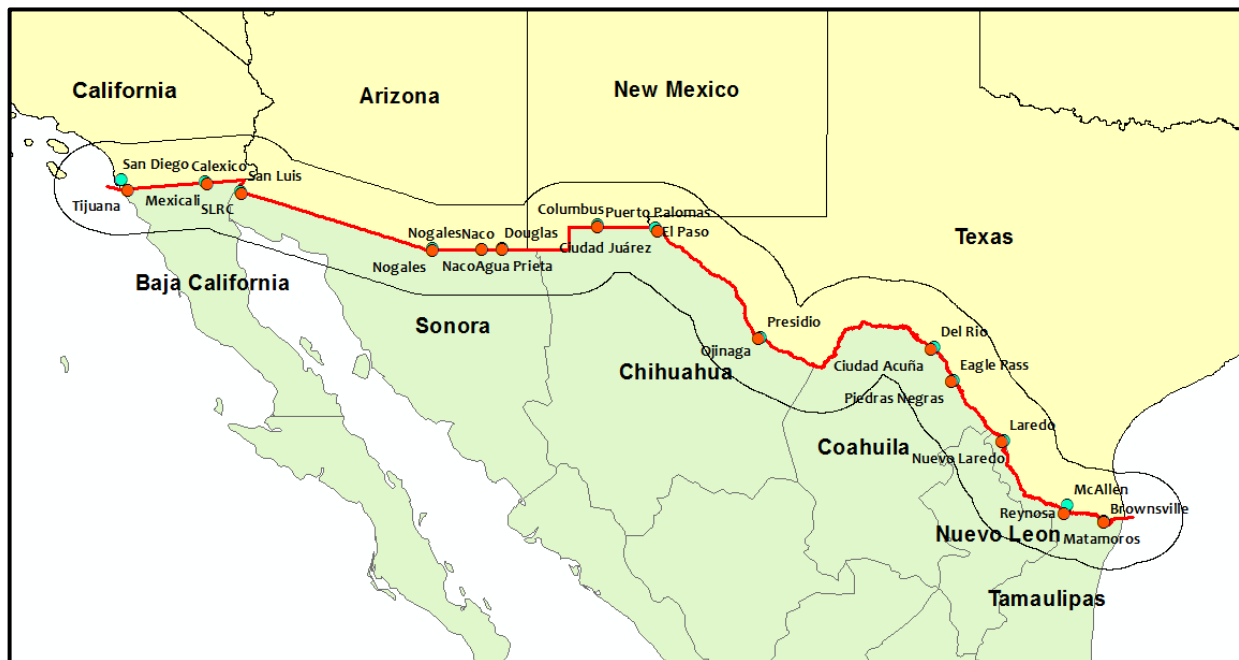 California
Arizona
New Mexico
San Diego
Calexico
San Luis
Tijuana
Mexicali
SLRC
Columbus
Puerto Palomas
El Paso
Ciudad Juárez
Nogales
Naco
Douglas
Nogales
Naco
Agua Prieta
Texas
Baja California
Sonora
Presidio
Ojinaga
Chihuahua
Del Rio
Ciudad Acuña
Eagle Pass
Piedras Negras
Coahuila
Laredo
Nuevo Laredo
McAllen
Reynosa
Brownsville
Nuevo Leon
Matamoros
Tamaulipas